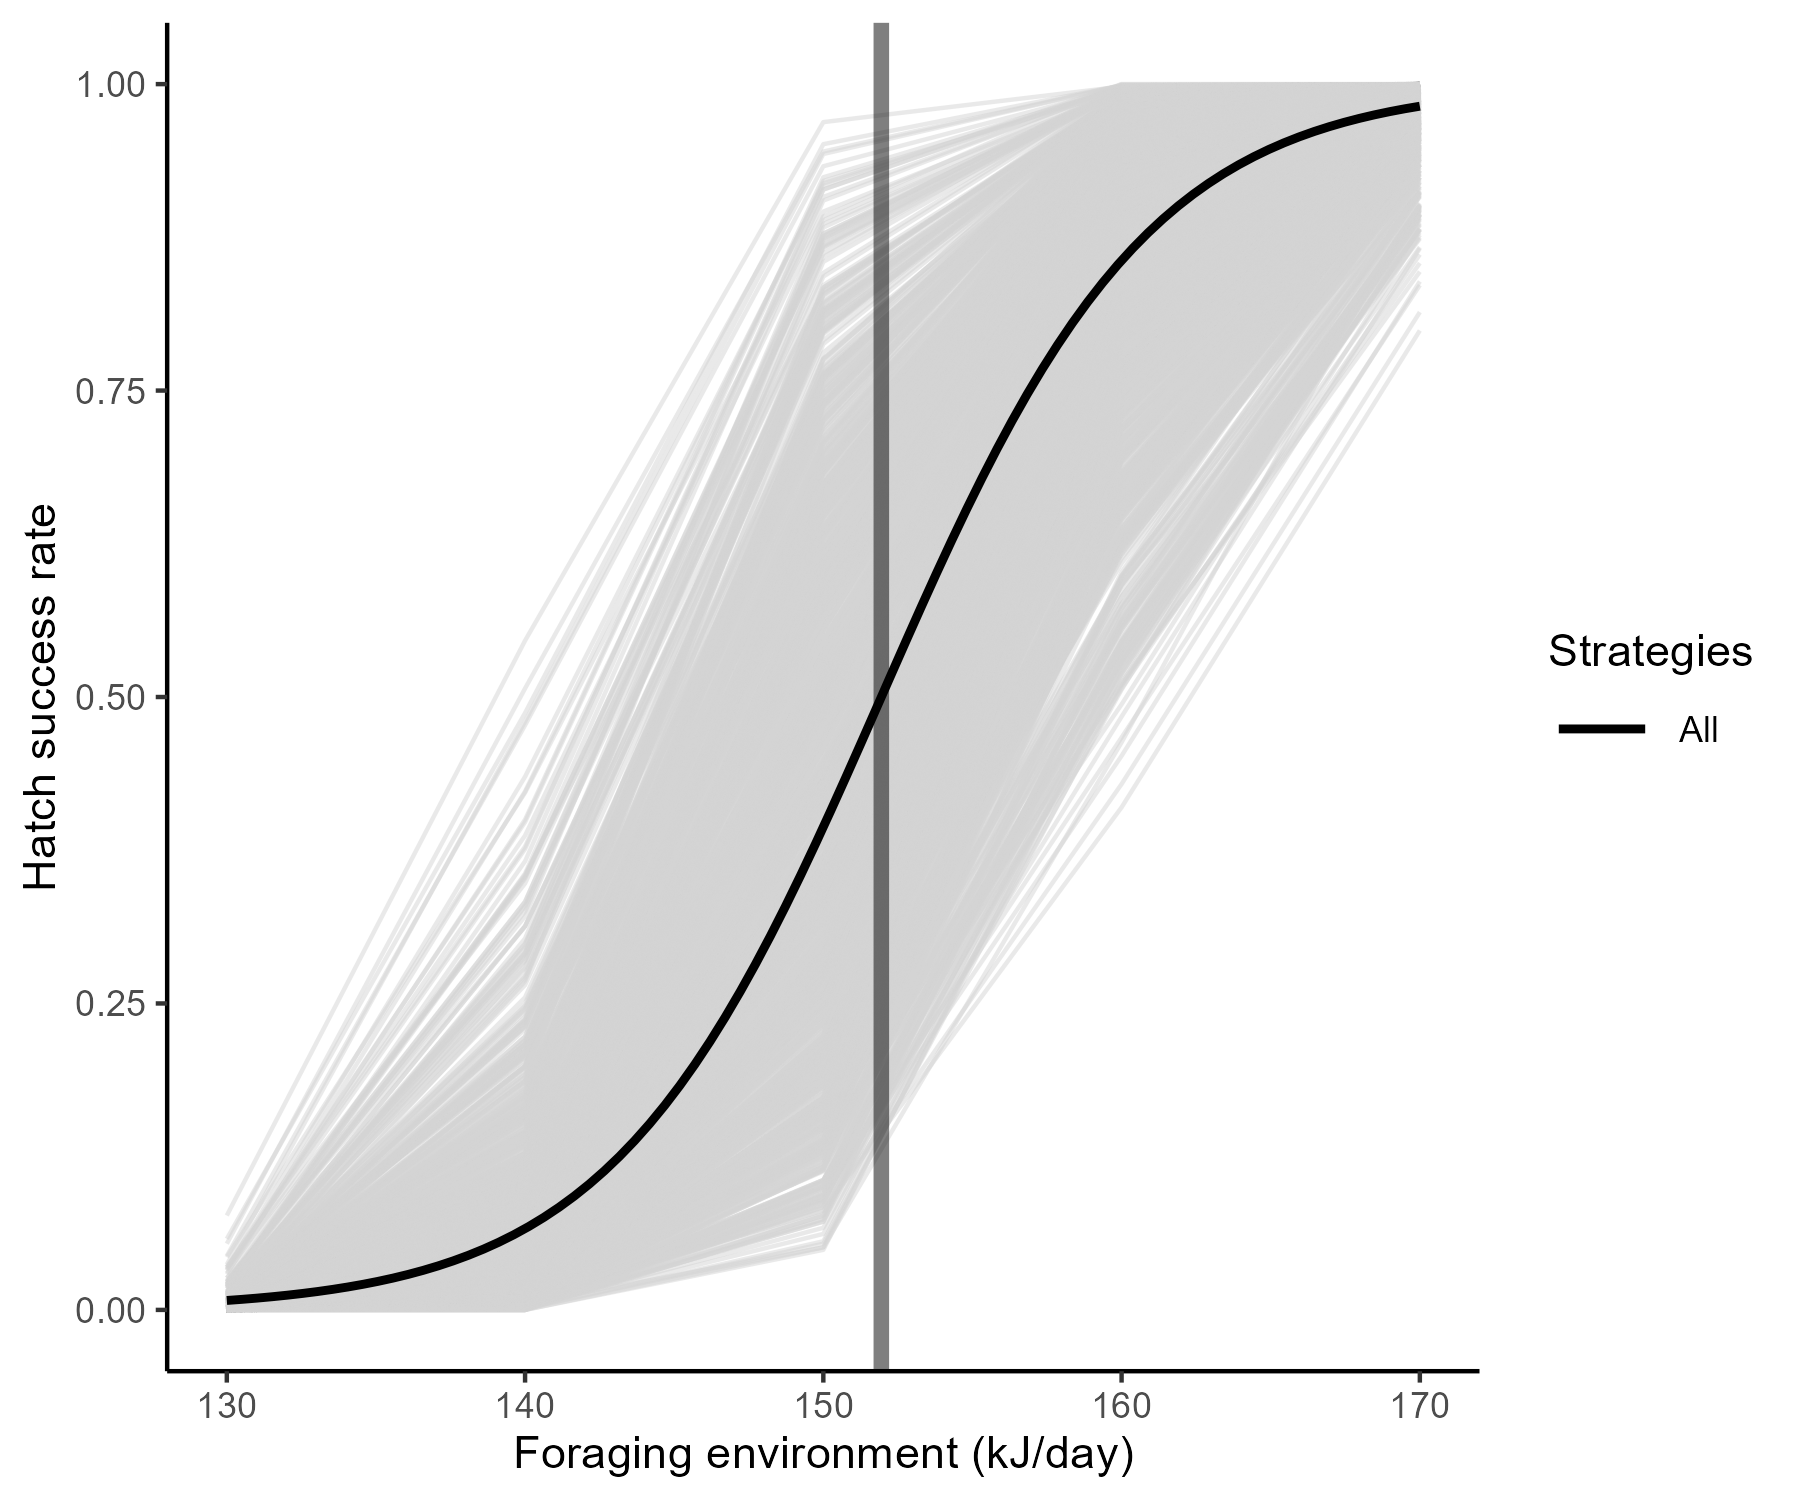 1.00
0.75
0.50
0.25
0.00
Hatch success rate
130 140 150 160 170
Foraging environment (kJ/day)
Strategies
All